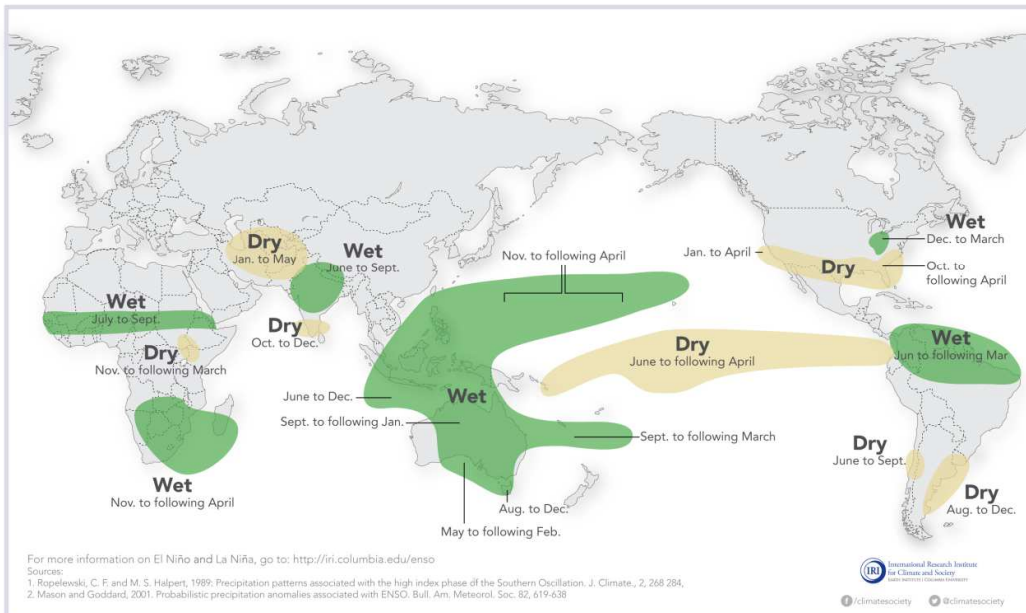 Wet
Dec. to March
Nov. to following April
Jan. to April
Dry
Oct. to
following April
Dry
Jan. to May
Wet
June to Sept.
Wet
July to Sept.
Dry
Oct. to Dec.
Dry
Nov. to following March
Dry
June to following April
Wet
Jun to following Mar
June to Dec.
Wet
Sept. to following Jan.
Sept. to following March
Dry
June to Sept.
Wet
Nov. to following April
Aug. to Dec.
May to following Feb.
Dry
Aug. to Dec.
For more information on El Niño and La Niña, go to: http://iri.columbia.edu/enso
Sources:
1. Ropelewski, C. F. and M. S. Halpert, 1989: Precipitation patterns associated with the high index phase of the Southern Oscillation. J. Climate., 2, 268 284,
2. Mason and Goddard, 2001. Probabilistic precipitation anomalies associated with ENSO. Bull. Am. Meteorol. Soc. 82, 619-638
IRI
International Research Institute
for Climate and Society
EARTH INSTITUTE | COLUMBIA UNIVERSITY
/climatesociety
@climatesociety